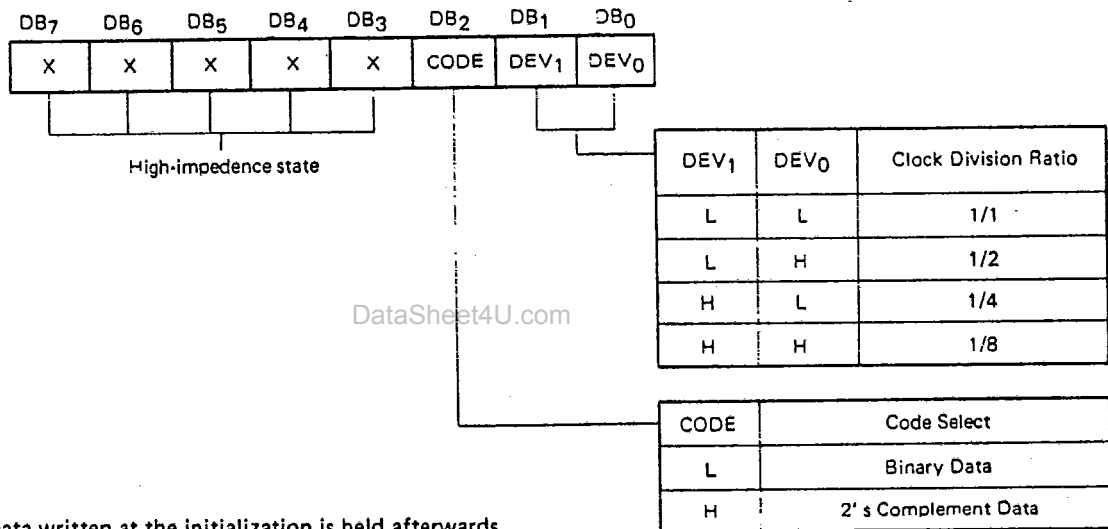 DB7 DB6 DB5 DB4 DB3 DB2 DB1 DB0
X X X X X CODE DEV1 DEV0
High-impedence state
DEV1 DEV0 Clock Division Ratio
L L 1/1
L H 1/2
H L 1/4
H H 1/8
DataSheet4U.com
CODE Code Select
L Binary Data
H 2's Complement Data
ata written at the initialization is held afterwards